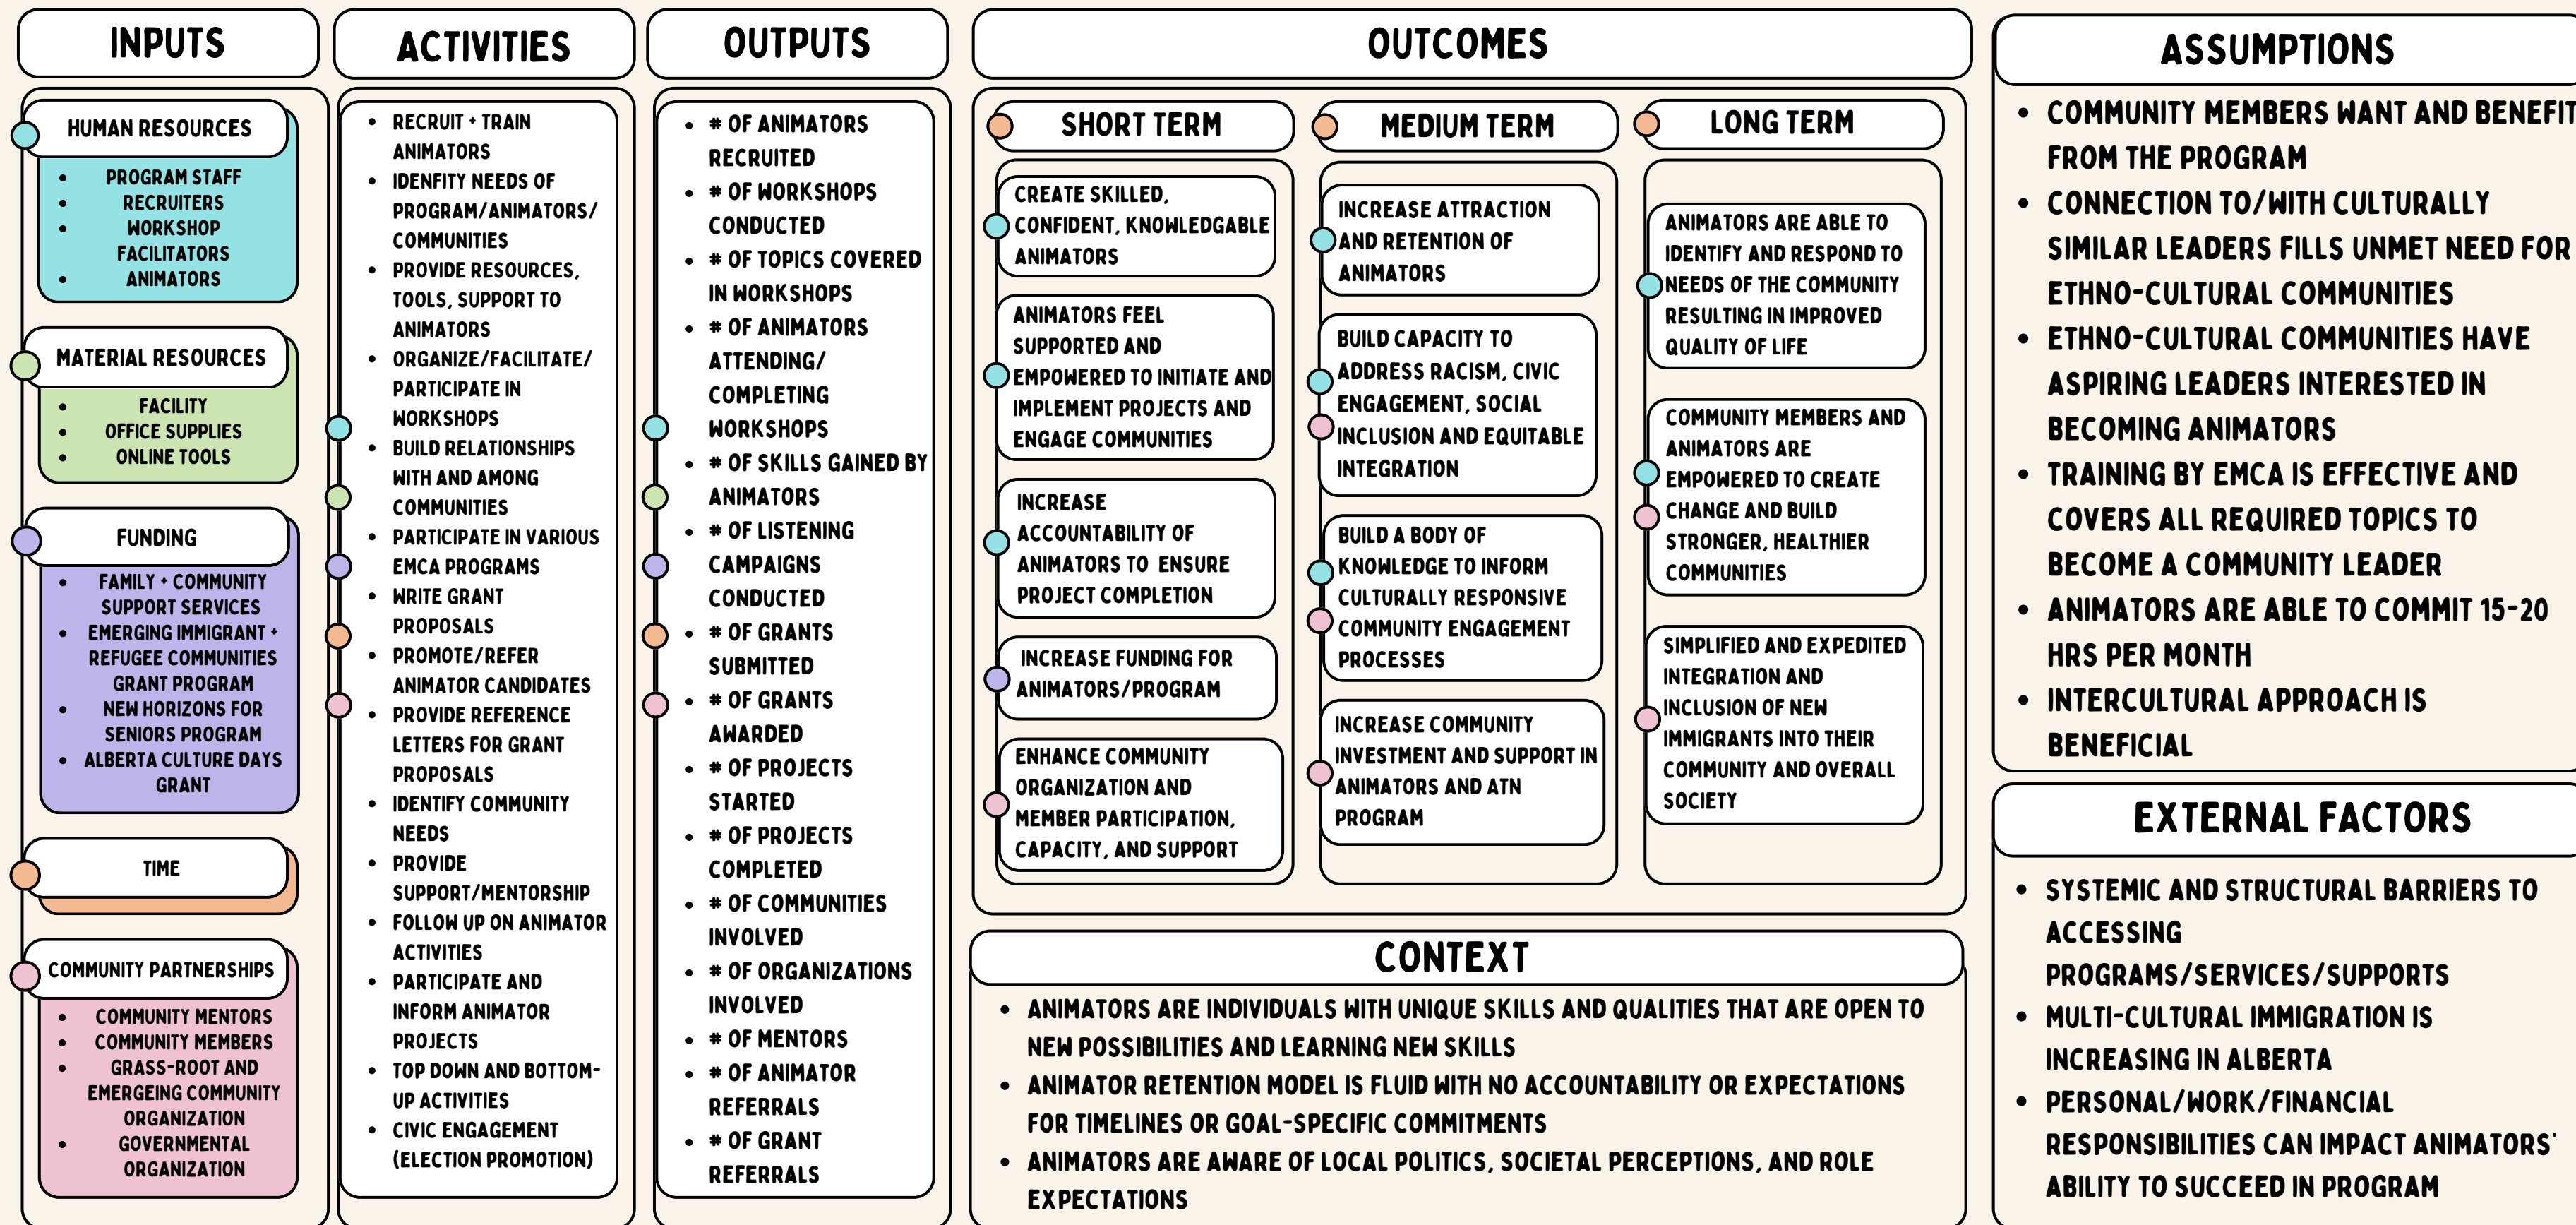 INPUTS
HUMAN RESOURCES
• PROGRAM STAFF
• RECRUITERS
• WORKSHOP
FACILITATORS
• ANIMATORS
MATERIAL RESOURCES
• FACILITY
• OFFICE SUPPLIES
• ONLINE TOOLS
FUNDING
• FAMILY + COMMUNITY
SUPPORT SERVICES
• EMERGING IMMIGRANT +
REFUGEE COMMUNITIES
GRANT PROGRAM
• NEW HORIZONS FOR
SENIORS PROGRAM
• ALBERTA CULTURE DAYS
GRANT
TIME
COMMUNITY PARTNERSHIPS
• COMMUNITY MENTORS
• COMMUNITY MEMBERS
• GRASS-ROOT AND
EMERGEING COMMUNITY
ORGANIZATION
• GOVERNMENTAL
ORGANIZATION
ACTIVITIES
• RECRUIT + TRAIN
ANIMATORS
• IDENFITY NEEDS OF
PROGRAM/ANIMATORS/
COMMUNITIES
• PROVIDE RESOURCES,
TOOLS, SUPPORT TO
ANIMATORS
• ORGANIZE/FACILITATE/
PARTICIPATE IN
WORKSHOPS
• BUILD RELATIONSHIPS
WITH AND AMONG
COMMUNITIES
• PARTICIPATE IN VARIOUS
EMCA PROGRAMS
• WRITE GRANT
PROPOSALS
• PROMOTE/REFER
ANIMATOR CANDIDATES
• PROVIDE REFERENCE
LETTERS FOR GRANT
PROPOSALS
• IDENTIFY COMMUNITY
NEEDS
• PROVIDE
SUPPORT/MENTORSHIP
• FOLLOW UP ON ANIMATOR
ACTIVITIES
• PARTICIPATE AND
INFORM ANIMATOR
PROJECTS
• TOP DOWN AND BOTTOM-
UP ACTIVITIES
• CIVIC ENGAGEMENT
(ELECTION PROMOTION)
OUTPUTS
• # OF ANIMATORS
RECRUITED
• # OF WORKSHOPS
CONDUCTED
• # OF TOPICS COVERED
IN WORKSHOPS
• # OF ANIMATORS
ATTENDING/
COMPLETING
WORKSHOPS
• # OF SKILLS GAINED BY
ANIMATORS
• # OF LISTENING
CAMPAIGNS
CONDUCTED
• # OF GRANTS
SUBMITTED
• # OF GRANTS
AWARDED
• # OF PROJECTS
STARTED
• # OF PROJECTS
COMPLETED
• # OF COMMUNITIES
INVOLVED
• # OF ORGANIZATIONS
INVOLVED
• # OF MENTORS
• # OF ANIMATOR
REFERRALS
• # OF GRANT
REFERRALS
OUTCOMES
SHORT TERM
CREATE SKILLED,
CONFIDENT, KNOWLEDGABLE
ANIMATORS
ANIMATORS FEEL
SUPPORTED AND
EMPOWERED TO INITIATE AND
IMPLEMENT PROJECTS AND
ENGAGE COMMUNITIES
INCREASE
ACCOUNTABILITY OF
ANIMATORS TO ENSURE
PROJECT COMPLETION
INCREASE FUNDING FOR
ANIMATORS/PROGRAM
ENHANCE COMMUNITY
ORGANIZATION AND
MEMBER PARTICIPATION,
CAPACITY, AND SUPPORT
MEDIUM TERM
INCREASE ATTRACTION
AND RETENTION OF
ANIMATORS
BUILD CAPACITY TO
ADDRESS RACISM, CIVIC
ENGAGEMENT, SOCIAL
INCLUSION AND EQUITABLE
INTEGRATION
BUILD A BODY OF
KNOWLEDGE TO INFORM
CULTURALLY RESPONSIVE
COMMUNITY ENGAGEMENT
PROCESSES
INCREASE COMMUNITY
INVESTMENT AND SUPPORT IN
ANIMATORS AND ATN
PROGRAM
LONG TERM
ANIMATORS ARE ABLE TO
IDENTIFY AND RESPOND TO
NEEDS OF THE COMMUNITY
RESULTING IN IMPROVED
QUALITY OF LIFE
COMMUNITY MEMBERS AND
ANIMATORS ARE
EMPOWERED TO CREATE
CHANGE AND BUILD
STRONGER, HEALTHIER
COMMUNITIES
SIMPLIFIED AND EXPEDITED
INTEGRATION AND
INCLUSION OF NEW
IMMIGRANTS INTO THEIR
COMMUNITY AND OVERALL
SOCIETY
CONTEXT
• ANIMATORS ARE INDIVIDUALS WITH UNIQUE SKILLS AND QUALITIES THAT ARE OPEN TO
NEW POSSIBILITIES AND LEARNING NEW SKILLS
• ANIMATOR RETENTION MODEL IS FLUID WITH NO ACCOUNTABILITY OR EXPECTATIONS
FOR TIMELINES OR GOAL-SPECIFIC COMMITMENTS
• ANIMATORS ARE AWARE OF LOCAL POLITICS, SOCIETAL PERCEPTIONS, AND ROLE
EXPECTATIONS
ASSUMPTIONS
• COMMUNITY MEMBERS WANT AND BENEFIT
FROM THE PROGRAM
• CONNECTION TO/WITH CULTURALLY
SIMILAR LEADERS FILLS UNMET NEED FOR
ETHNO-CULTURAL COMMUNITIES
• ETHNO-CULTURAL COMMUNITIES HAVE
ASPIRING LEADERS INTERESTED IN
BECOMING ANIMATORS
• TRAINING BY EMCA IS EFFECTIVE AND
COVERS ALL REQUIRED TOPICS TO
BECOME A COMMUNITY LEADER
• ANIMATORS ARE ABLE TO COMMIT 15-20
HRS PER MONTH
• INTERCULTURAL APPROACH IS
BENEFICIAL
EXTERNAL FACTORS
• SYSTEMIC AND STRUCTURAL BARRIERS TO
ACCESSING
PROGRAMS/SERVICES/SUPPORTS
• MULTI-CULTURAL IMMIGRATION IS
INCREASING IN ALBERTA
• PERSONAL/WORK/FINANCIAL
RESPONSIBILITIES CAN IMPACT ANIMATORS'
ABILITY TO SUCCEED IN PROGRAM